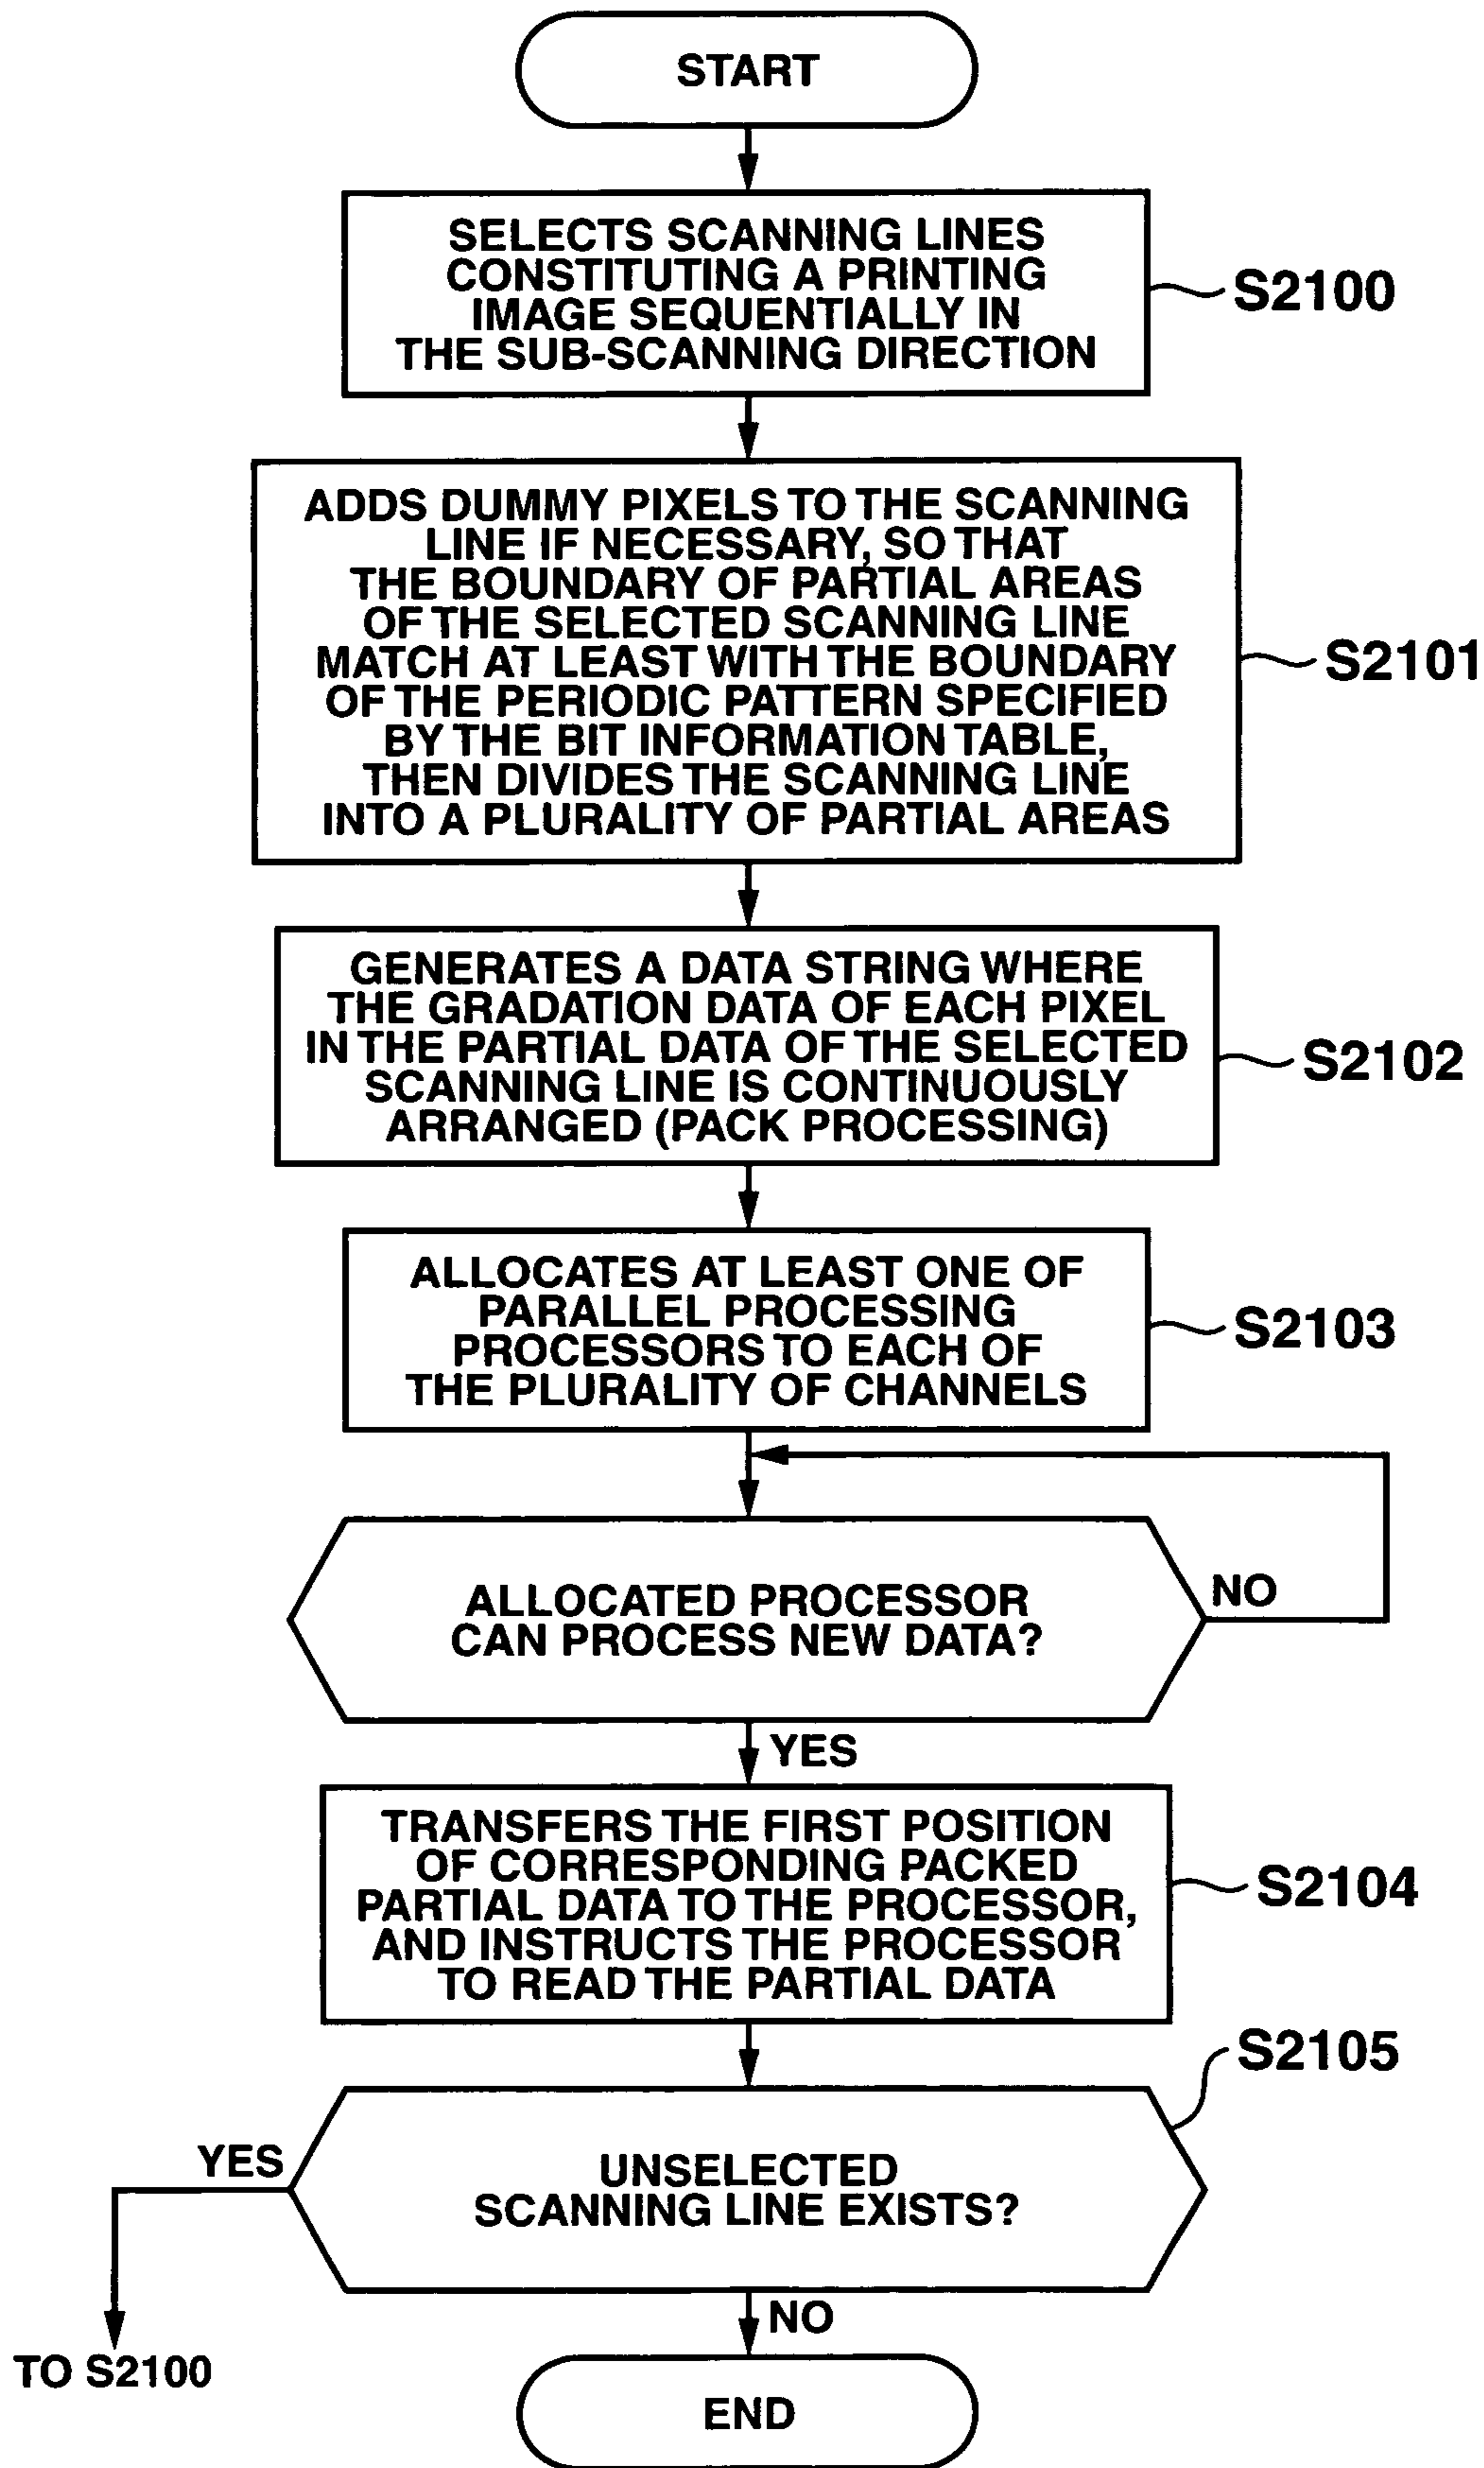 START
SELECTS SCANNING LINES
CONSTITUTING A PRINTING
IMAGE SEQUENTIALLY IN
THE SUB-SCANNING DIRECTION
S2100
ADDS DUMMY PIXELS TO THE SCANNING
LINE IF NECESSARY, SO THAT
THE BOUNDARY OF PARTIAL AREAS
OF THE SELECTED SCANNING LINE
MATCH AT LEAST WITH THE BOUNDARY
OF THE PERIODIC PATTERN SPECIFIED
BY THE BIT INFORMATION TABLE,
THEN DIVIDES THE SCANNING LINE
INTO A PLURALITY OF PARTIAL AREAS
S2101
GENERATES A DATA STRING WHERE
THE GRADATION DATA OF EACH PIXEL
IN THE PARTIAL DATA OF THE SELECTED
SCANNING LINE IS CONTINUOUSLY
ARRANGED (PACK PROCESSING)
S2102
ALLOCATES AT LEAST ONE OF
PARALLEL PROCESSING
PROCESSORS TO EACH OF
THE PLURALITY OF CHANNELS
S2103
ALLOCATED PROCESSOR
CAN PROCESS NEW DATA?
NO
YES
TRANSFERS THE FIRST POSITION
OF CORRESPONDING PACKED
PARTIAL DATA TO THE PROCESSOR,
AND INSTRUCTS THE PROCESSOR
TO READ THE PARTIAL DATA
S2104
S2105
YES
UNSELECTED
SCANNING LINE EXISTS?
NO
TO S2100
END